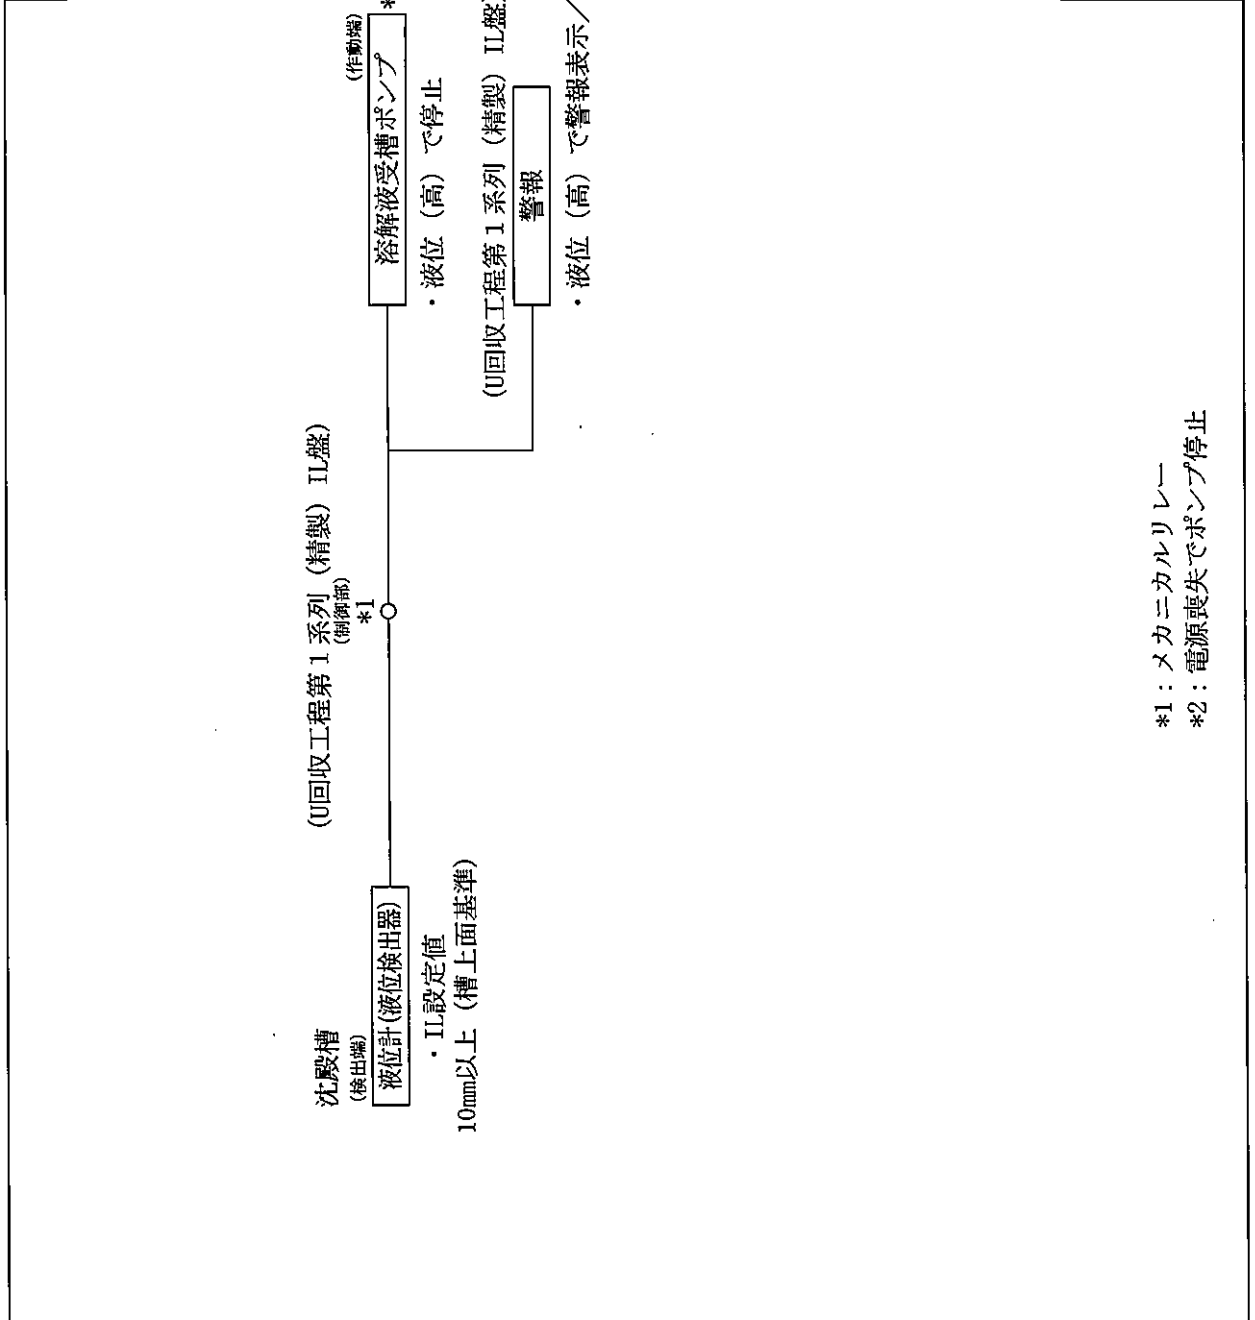 沈殿槽
(検出端)
液位計(液位検出器)
・IL設定値
10mm以上(槽上面基準)
(U回収工程第1系列(精製) IL盤)
(制御部)
*1
(作動端)
溶解液受槽ポンプ
・液位(高)で停止
(U回収工程第1系列(精製) IL盤)
警報
・液位(高)で警報表示/
*1:メカニカルリレー
*2:電源喪失でポンプ停止